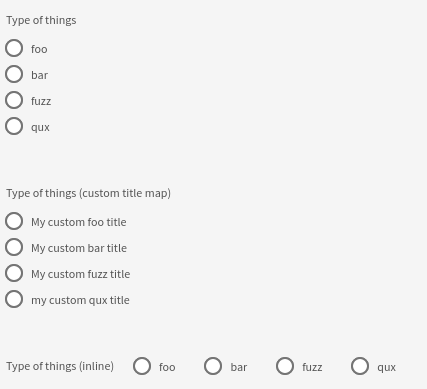 Type of things
foo
bar
fuzz
qux
Type of things (custom title map)
My custom foo title
My custom bar title
My custom fuzz title
my custom qux title
Type of things (inline) foo bar fuzz qux